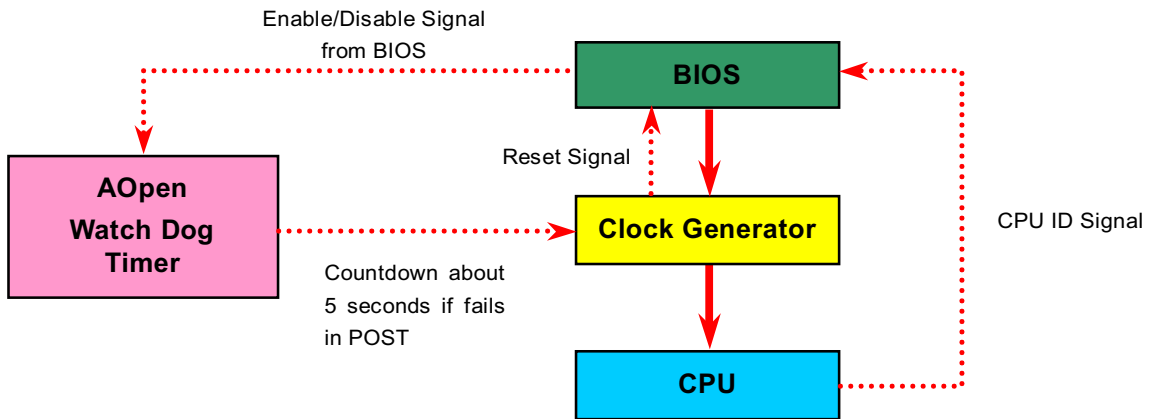 Enable/Disable Signal
from BIOS
BIOS
Reset Signal
AOpen
Watch Dog
Timer
Clock Generator
CPU ID Signal
Countdown about
5 seconds if fails
in POST
CPU